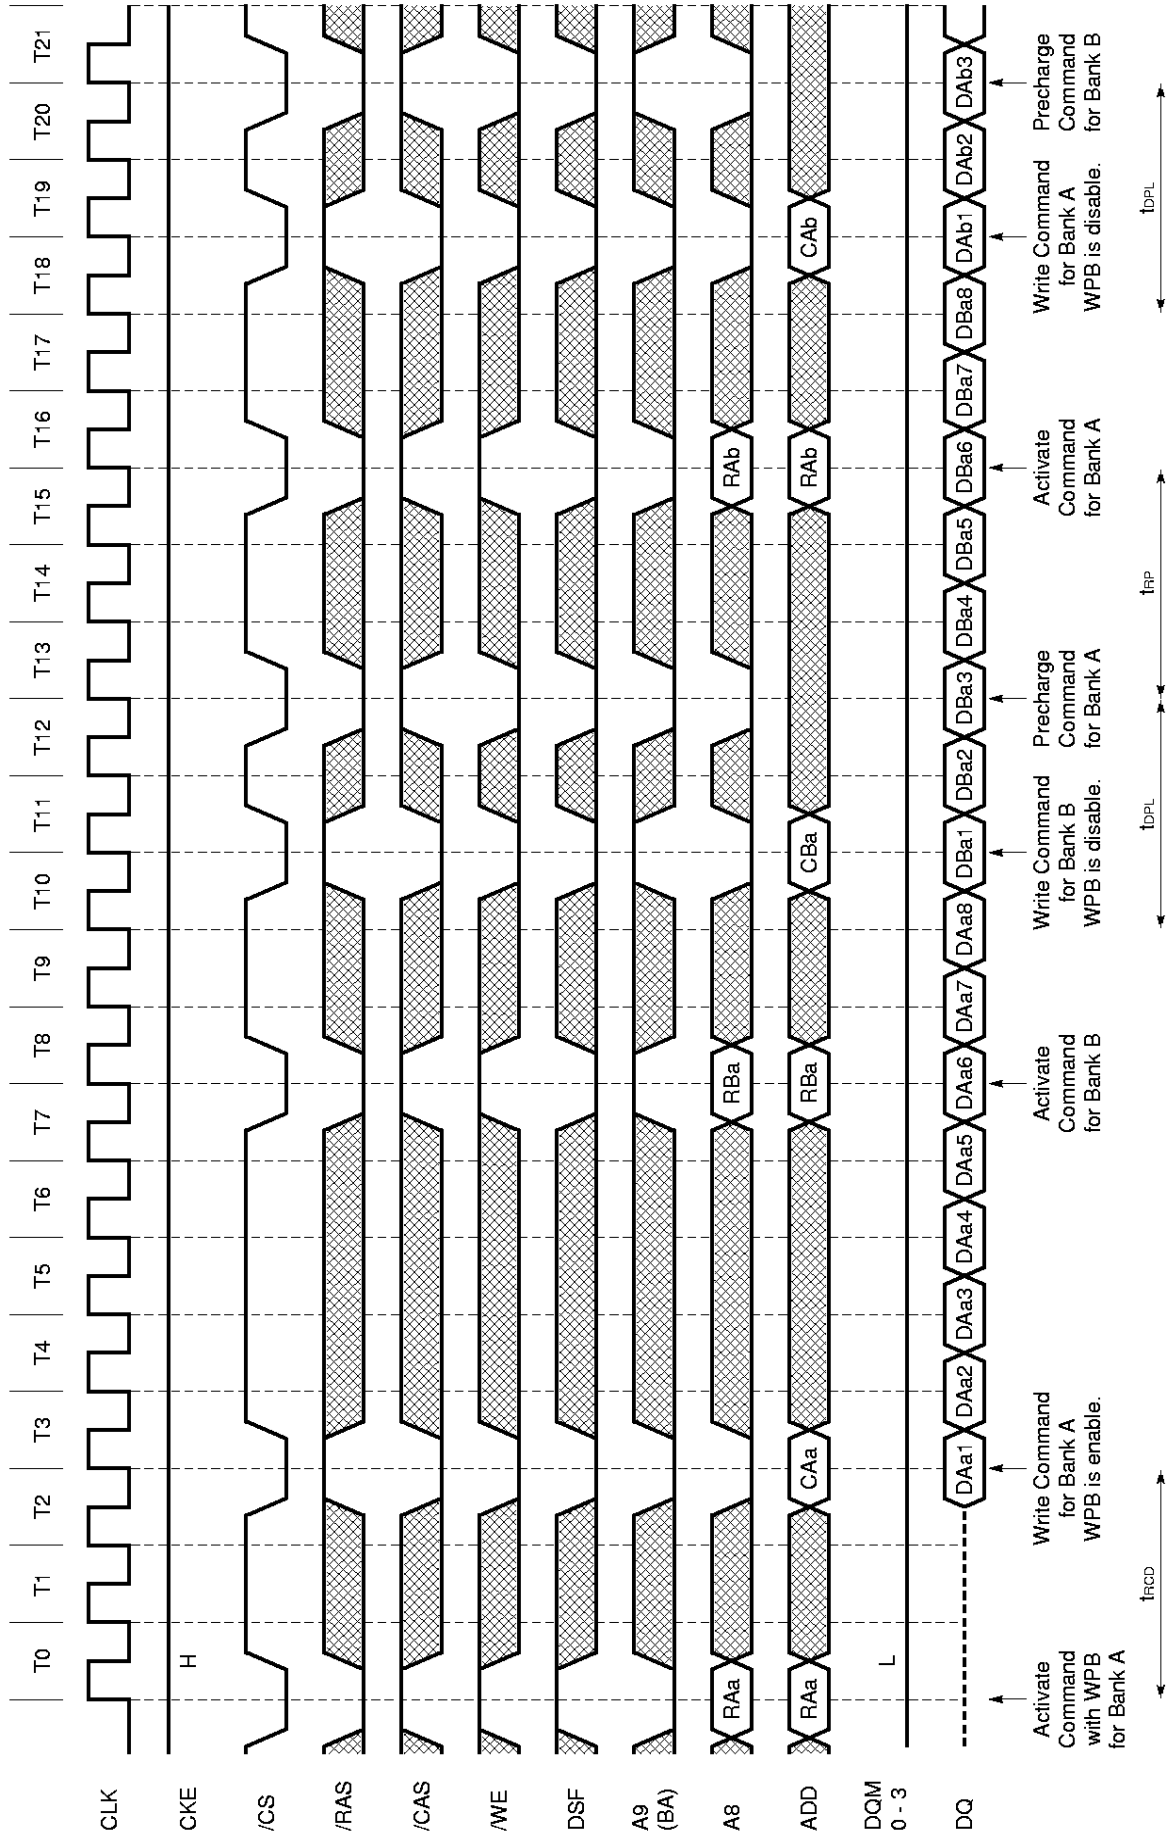 T0 T1 T2 T3 T4 T5 T6 T7 T8 T9 T10 T11 T12 T13 T14 T15 T16 T17 T18 T19 T20 T21
CLK
CKE
H
/CS
/RAS
/CAS
/WE
DSF
A9
(BA)
A8
RAa RBa RAb
ADD
RAa CAa RBa CBa RAb CAb
DQM
0 - 3
L
DQ
DAa1 DAa2 DAa3 DAa4 DAa5 DAa6 DAa7 DAa8 DBa1 DBa2 DBa3 DBa4 DBa5 DBa6 DBa7 DBa8 DAb1 DAb2 DAb3
Activate
Command
with WPB
for Bank A
Write Command
for Bank A
WPB is enable.
Activate
Command
for Bank B
Write Command
for Bank B
WPB is disable.
Precharge
Command
for Bank A
Activate
Command
for Bank A
Write Command
for Bank A
WPB is disable.
Precharge
Command
for Bank B
tRCD
tDPL
tRP
tDPL